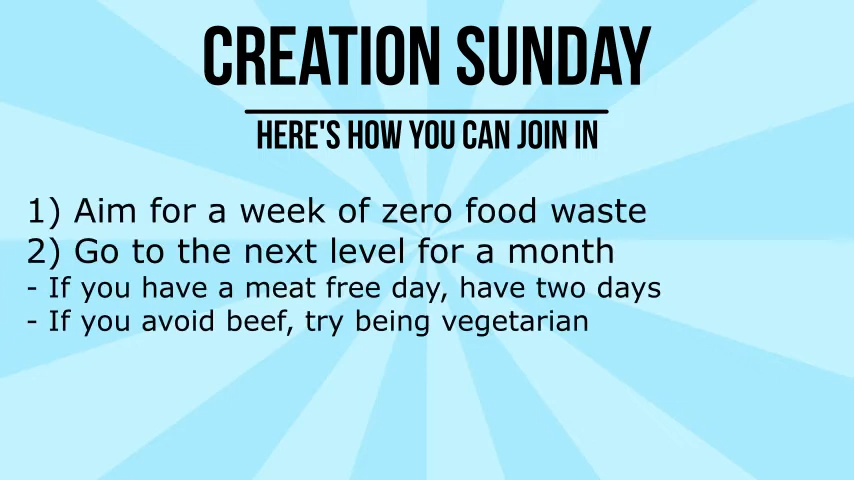 CREATION SUNDAY
HERE'S HOW YOU CAN JOIN IN
1) Aim for a week of zero food waste
2) Go to the next level for a month
- If you have a meat free day, have two days
- If you avoid beef, try being vegetarian